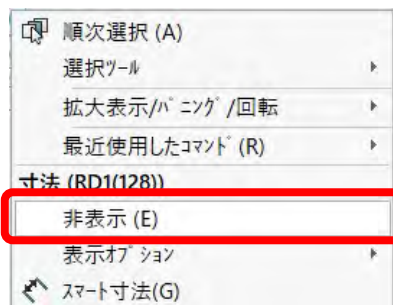 順次選択 (A)
選択ﾂｰﾙ
拡大表示/ﾊﾟﾆﾝｸﾞ/回転
最近使用したｺﾏﾝﾄﾞ(R)
寸法 (RD1(128))
非表示 (E)
表示ｵﾌﾟｼｮﾝ
ｽﾏｰﾄ寸法(G)